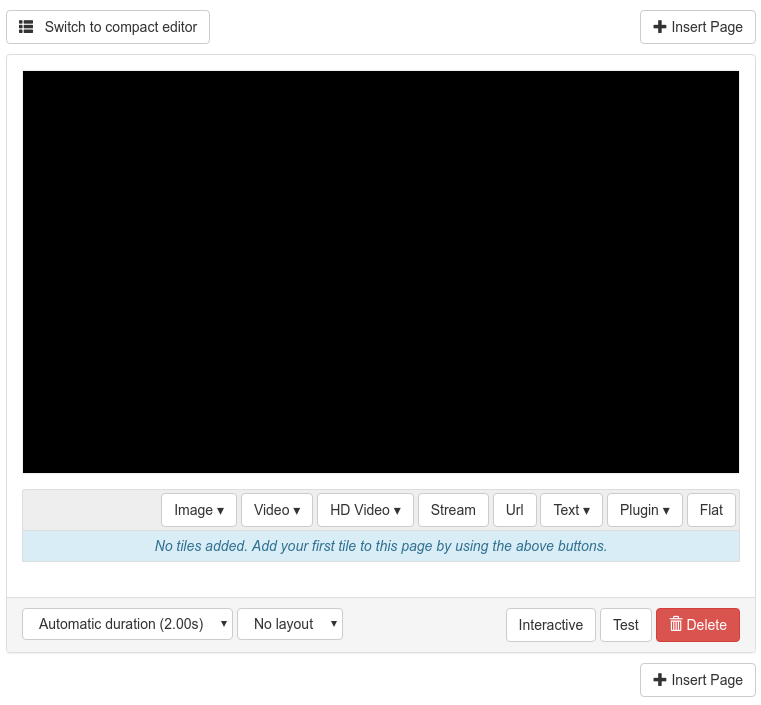 Switch to compact editor
Insert Page
Image ▾ Video ▾ HD Video ▾ Stream Url Text ▾ Plugin ▾ Flat
No tiles added. Add your first tile to this page by using the above buttons.
Automatic duration (2.00s) No layout Interactive Test Delete
Insert Page